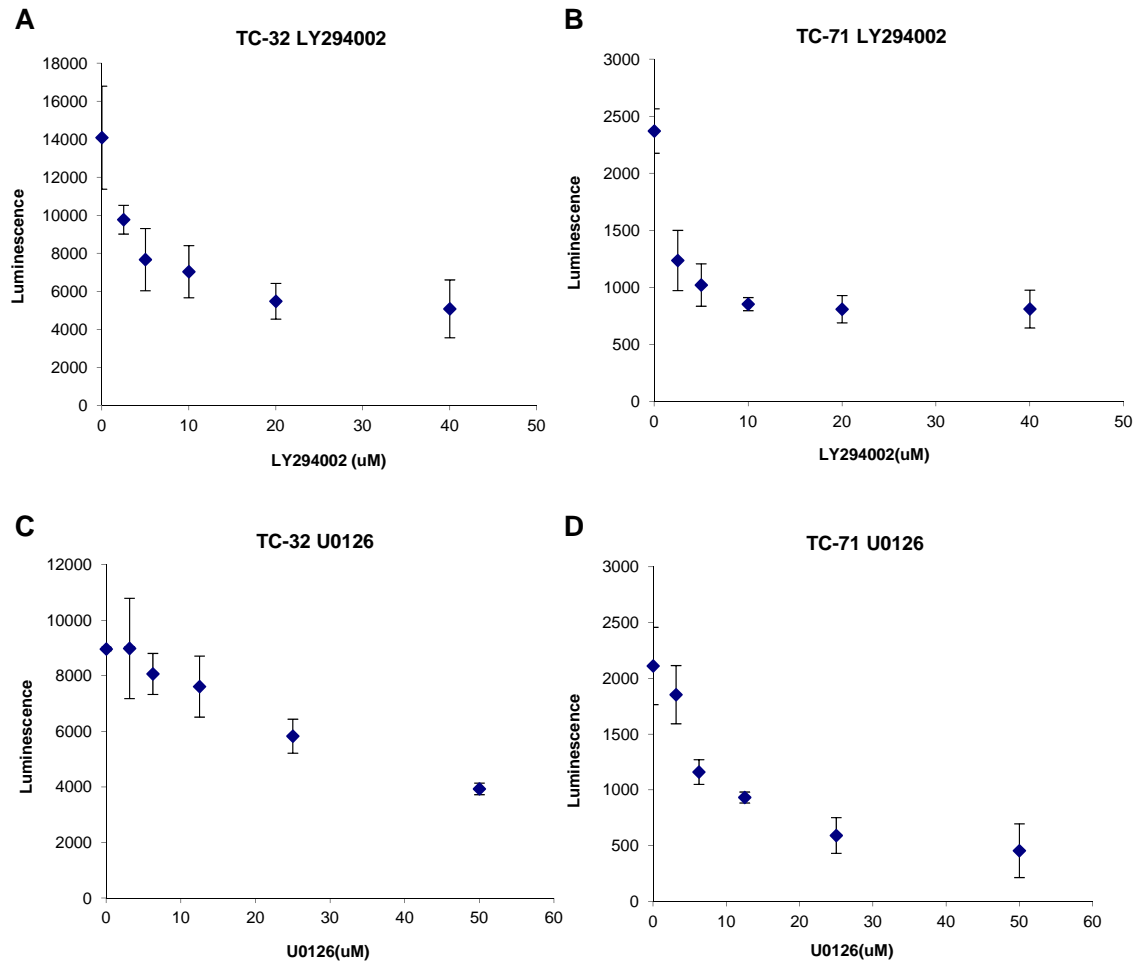 A
TC-32 LY294002
18000
16000
14000
12000
10000
8000
6000
4000
2000
0
Luminescence
0 10 20 30 40 50
LY294002 (uM)
B
TC-71 LY294002
3000
2500
2000
1500
1000
500
0
Luminescence
0 10 20 30 40 50
LY294002(uM)
C
TC-32 U0126
12000
10000
8000
6000
4000
2000
0
Luminescence
0 10 20 30 40 50 60
U0126(uM)
D
TC-71 U0126
3000
2500
2000
1500
1000
500
0
Luminescence
0 10 20 30 40 50 60
U0126(uM)